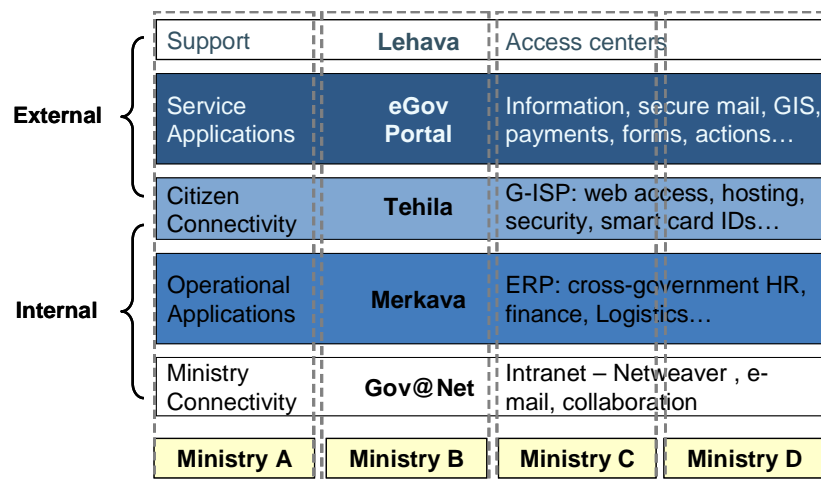 Support
Lehava
Access centers
External
Service
Applications
eGov
Portal
Information, secure mail, GIS,
payments, forms, actions…
Citizen
Connectivity
Tehila
G-ISP: web access, hosting,
security, smart card IDs…
Internal
Operational
Applications
Merkava
ERP: cross-government HR,
finance, Logistics…
Ministry
Connectivity
Gov@Net
Intranet – Netweaver , e-
mail, collaboration
Ministry A
Ministry B
Ministry C
Ministry D